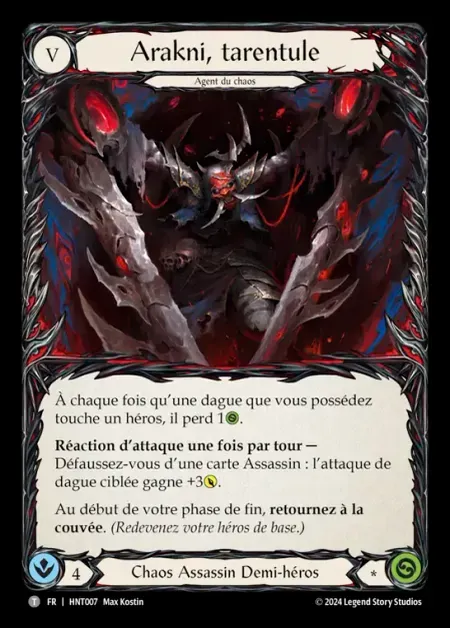 V
Arakni, tarentule
Agent du chaos
À chaque fois qu'une dague que vous possédez
touche un héros, il perd 1.
Réaction d'attaque une fois par tour —
Défaussez-vous d'une carte Assassin : l'attaque de
dague ciblée gagne +3.
Au début de votre phase de fin, retournez à la
couvée. (Redevenez votre héros de base.)
4
Chaos Assassin Demi-héros
*
T FR | HNT007 Max Kostin
© 2024 Legend Story Studios